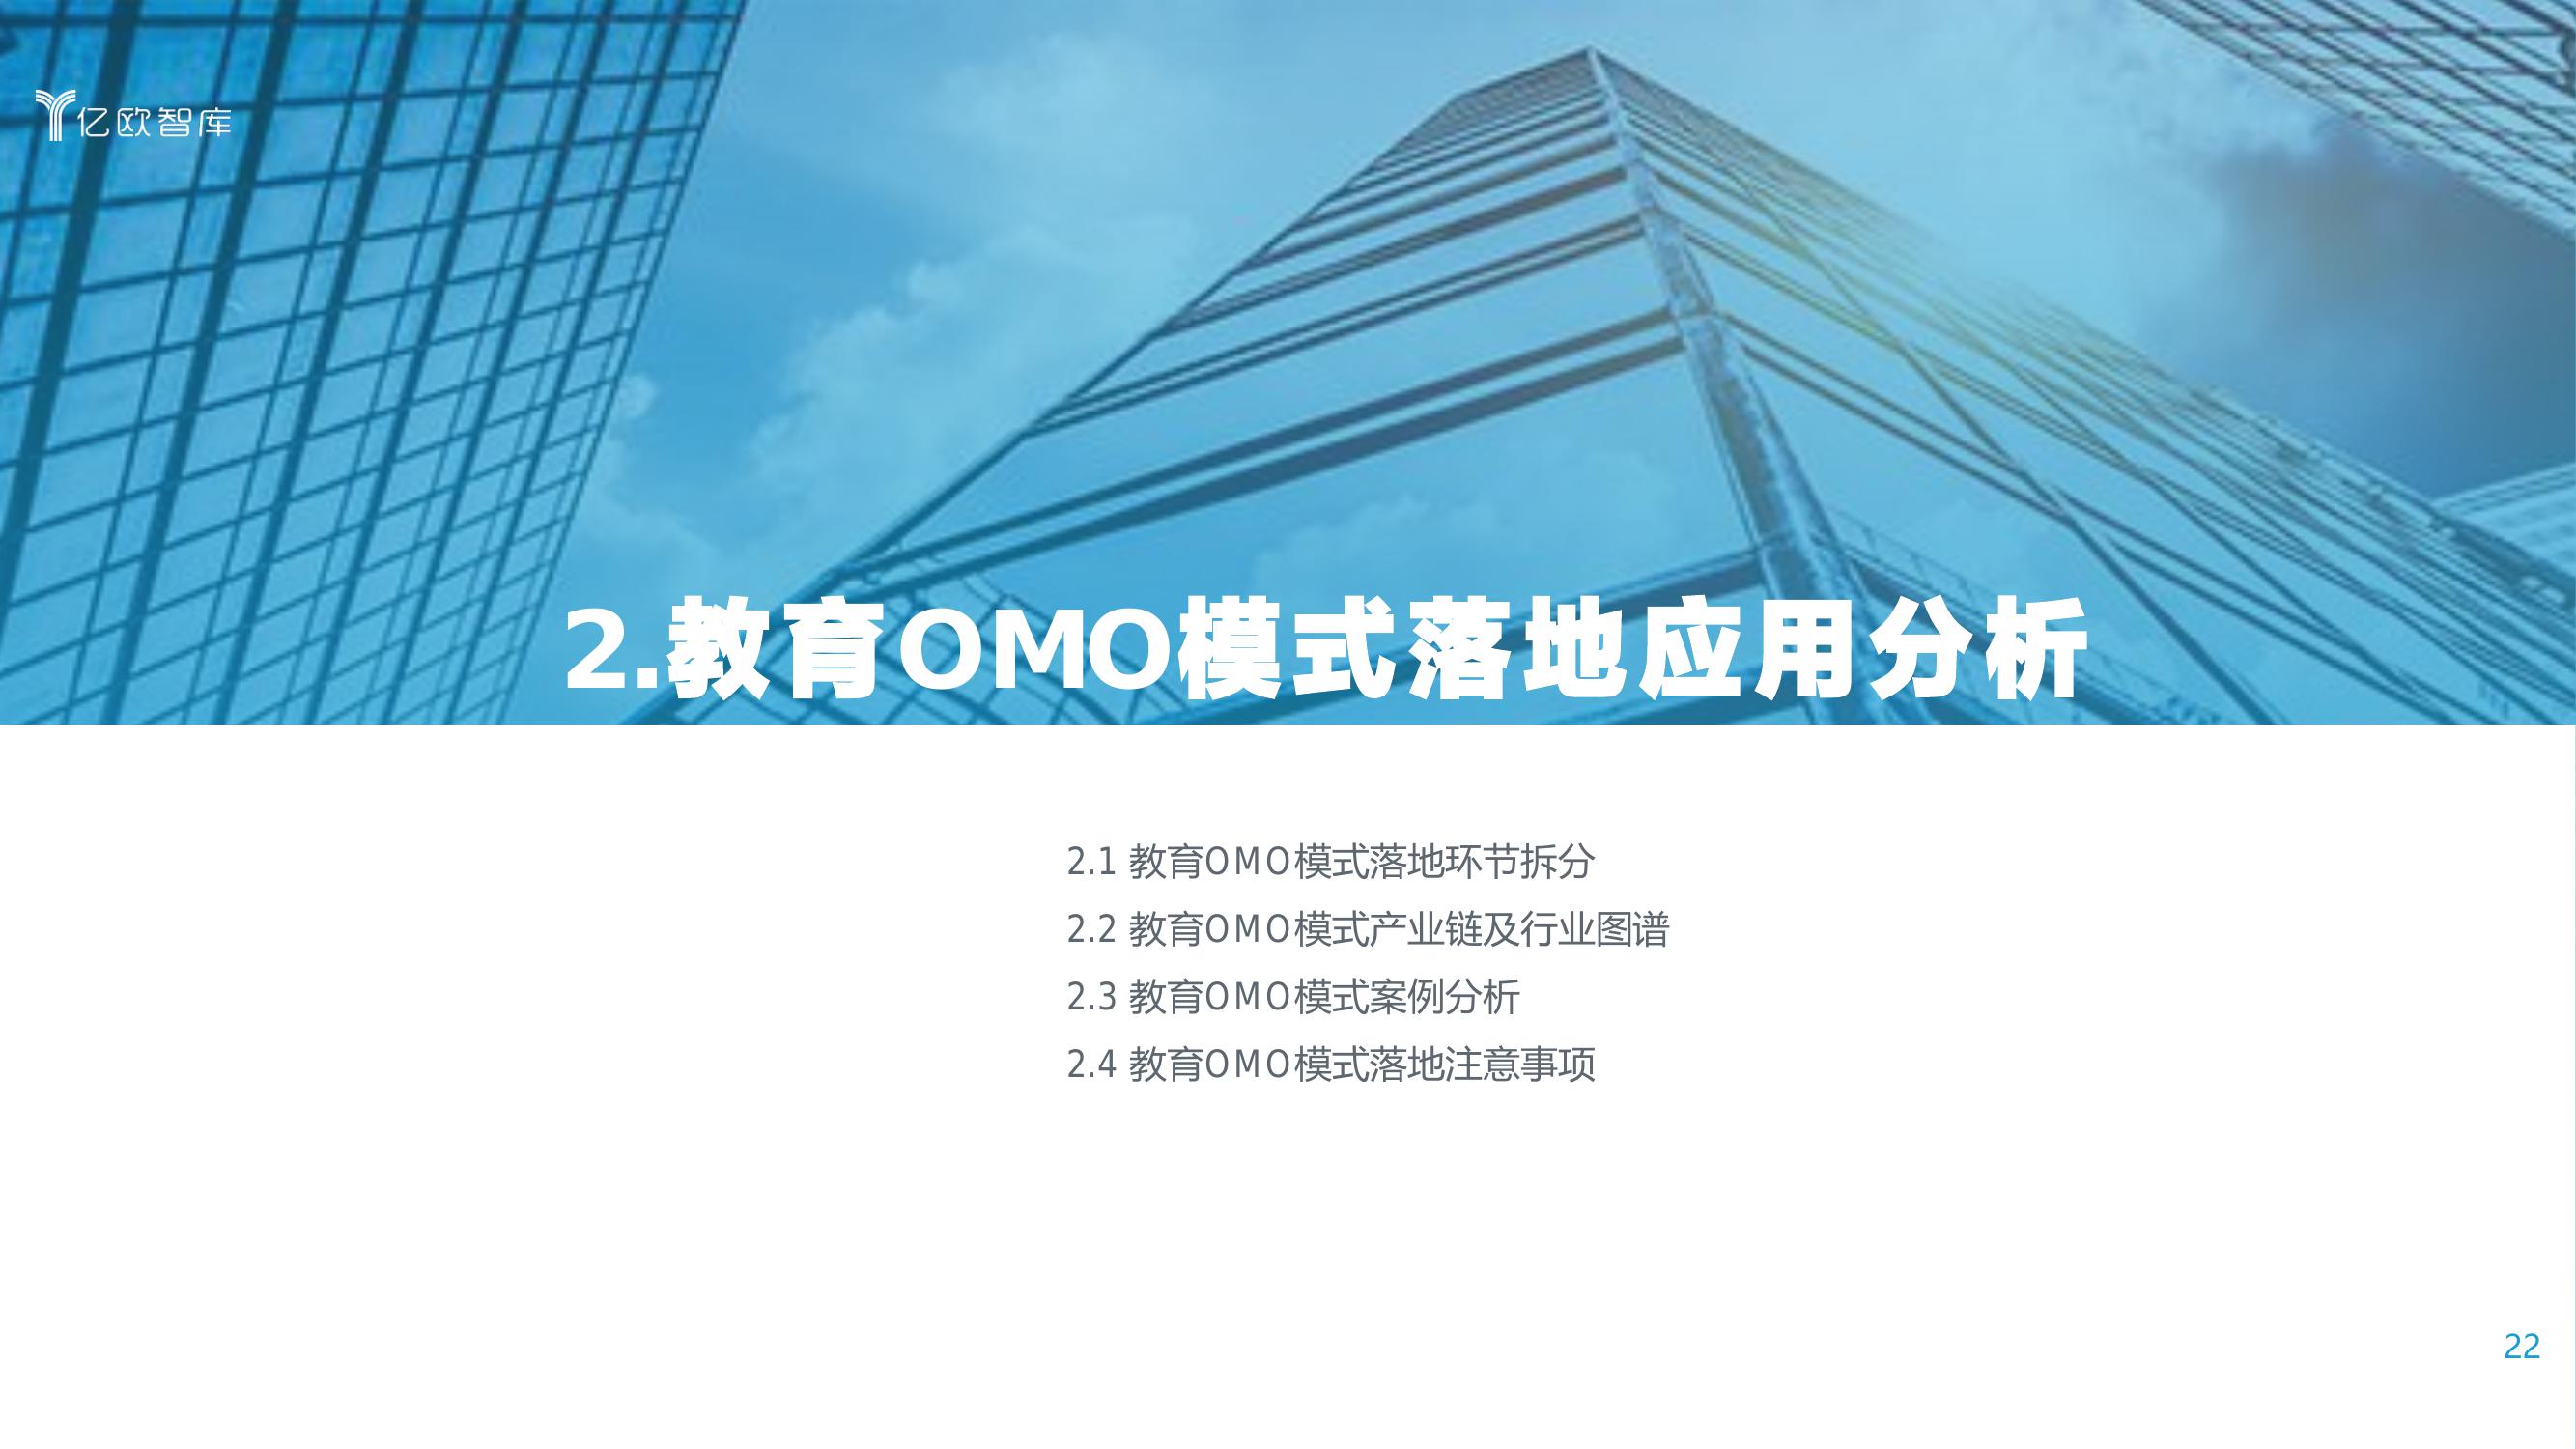 亿欧智库
2.教育OMO模式落地应用分析
2.1 教育OMO模式落地环节拆分
2.2 教育OMO模式产业链及行业图谱
2.3 教育OMO模式案例分析
2.4 教育OMO模式落地注意事项
22